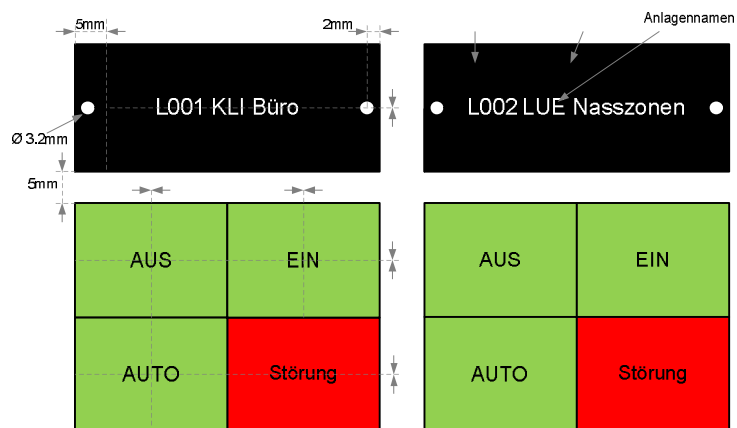 5mm
2mm
Anlagennamen
L001 KLI Büro
L002 LUE Nasszonen
Ø 3.2mm
5mm
AUS
EIN
AUS
EIN
AUTO
Störung
AUTO
Störung